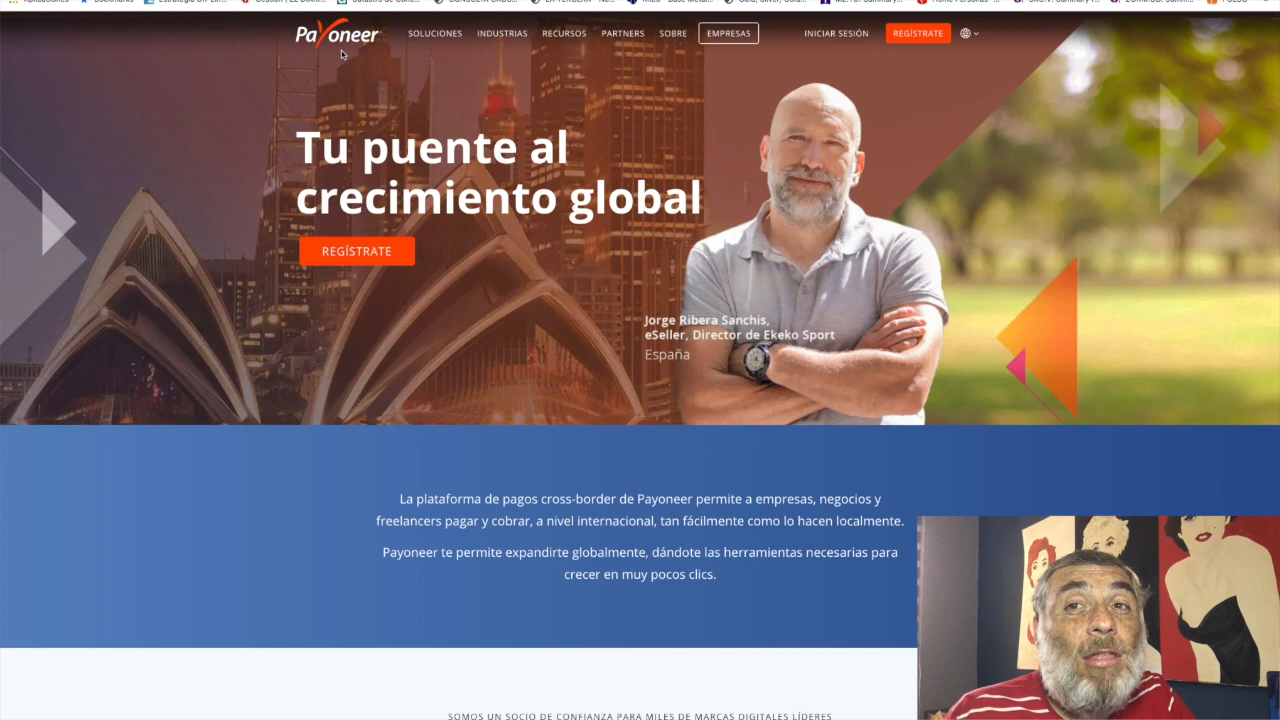 Aplicaciones
Bookmarks
Payoneer
SOLUCIONES
INDUSTRIAS
RECURSOS
PARTNERS
SOBRE
EMPRESAS
INICIAR SESIÓN
REGÍSTRATE
Tu puente al
crecimiento global
REGÍSTRATE
Jorge Ribera Sanchis,
eSeller, Director de Ekeko Sport
España
La plataforma de pagos cross-border de Payoneer permite a empresas, negocios y
freelancers pagar y cobrar, a nivel internacional, tan fácilmente como lo hacen localmente.
Payoneer te permite expandirte globalmente, dándote las herramientas necesarias para
crecer en muy pocos clics.
SOMOS UN SOCIO DE CONFIANZA PARA MILES DE MARCAS DIGITALES LÍDERES